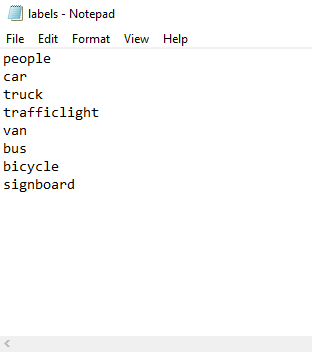 labels - Notepad
File Edit Format View Help
people
car
truck
trafficlight
van
bus
bicycle
signboard